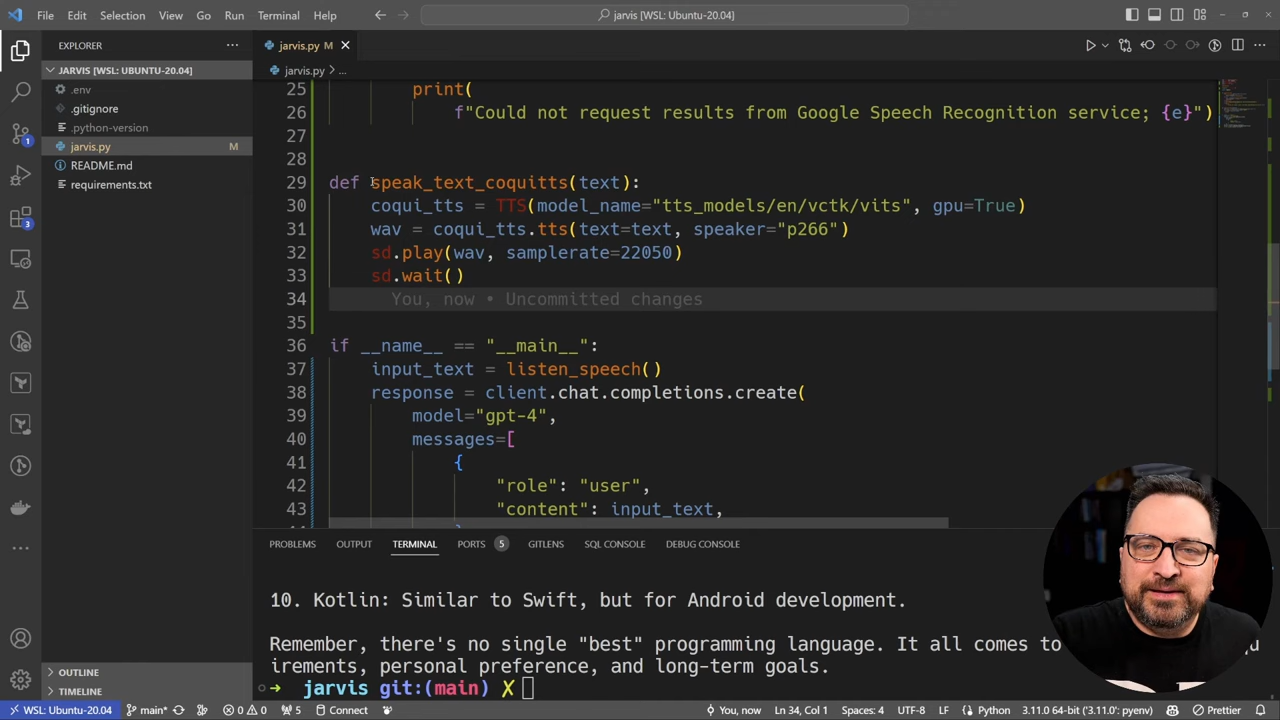 File Edit Selection View Go Run Terminal Help
jarvis [WSL: Ubuntu-20.04]
EXPLORER
jarvis.py M
JARVIS [WSL: UBUNTU-20.04]
jarvis.py > ...
.env
.gitignore
.python-version
jarvis.py M
README.md
requirements.txt
1
3
25 print(
26 f"Could not request results from Google Speech Recognition service; {e}")
27
28
29 def speak_text_coquitts(text):
30 coqui_tts = TTS(model_name="tts_models/en/vctk/vits", gpu=True)
31 wav = coqui_tts.tts(text=text, speaker="p266")
32 sd.play(wav, samplerate=22050)
33 sd.wait()
34 You, now • Uncommitted changes
35
36 if __name__ == "__main__":
37 input_text = listen_speech()
38 response = client.chat.completions.create(
39 model="gpt-4",
40 messages=[
41 {
42 "role": "user",
43 "content": input_text,
PROBLEMS OUTPUT TERMINAL PORTS 5 GITLENS SQL CONSOLE DEBUG CONSOLE
10. Kotlin: Similar to Swift, but for Android development.
Remember, there's no single "best" programming language. It all comes to
irements, personal preference, and long-term goals.
→ jarvis git:(main) ✗
OUTLINE
TIMELINE
WSL: Ubuntu-20.04 main* 0 0 5 Connect You, now Ln 34, Col 1 Spaces: 4 UTF-8 LF Python 3.11.0 64-bit ('3.11.0': pyenv) Prettier